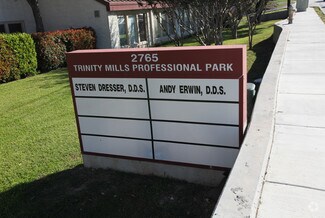 2765
TRINITY MILLS PROFESSIONAL PARK
STEVEN DRESSER, D.D.S.
ANDY ERWIN, D.D.S.